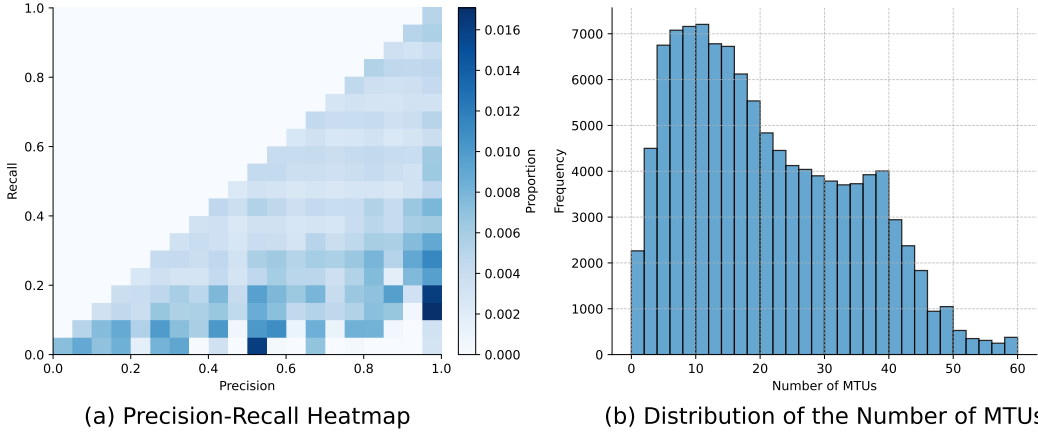 1.0
0.8
0.6
0.4
0.2
0.0
Recall
0.0 0.2 0.4 0.6 0.8 1.0
Precision
0.016
0.014
0.012
0.010
0.008
0.006
0.004
0.002
0.000
Proportion
(a) Precision-Recall Heatmap
7000
6000
5000
4000
3000
2000
1000
0
Frequency
0 10 20 30 40 50 60
Number of MTUs
(b) Distribution of the Number of MTUs